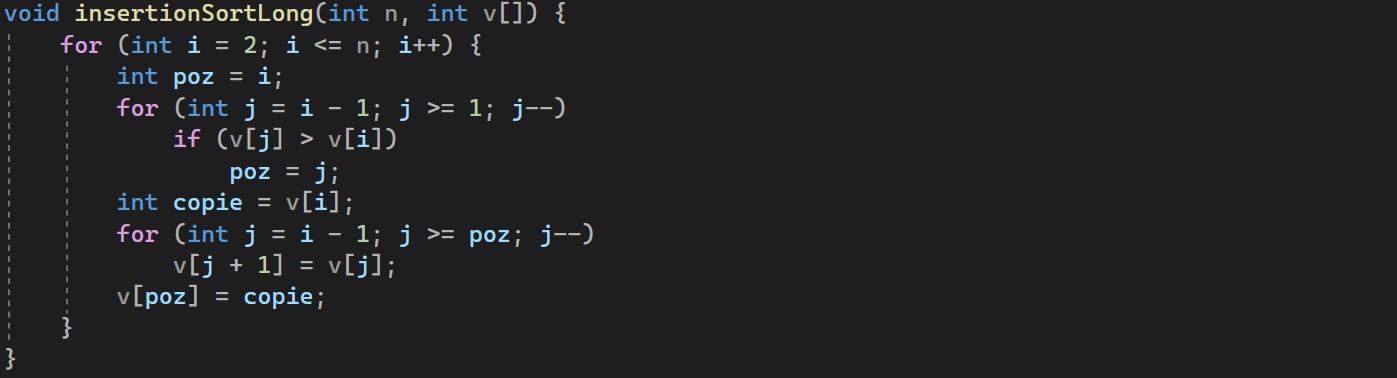 void insertionSortLong(int n, int v[]) {
    for (int i = 2; i <= n; i++) {
        int poz = i;
        for (int j = i - 1; j >= 1; j--)
            if (v[j] > v[i])
                poz = j;
        int copie = v[i];
        for (int j = i - 1; j >= poz; j--)
            v[j + 1] = v[j];
        v[poz] = copie;
    }
}